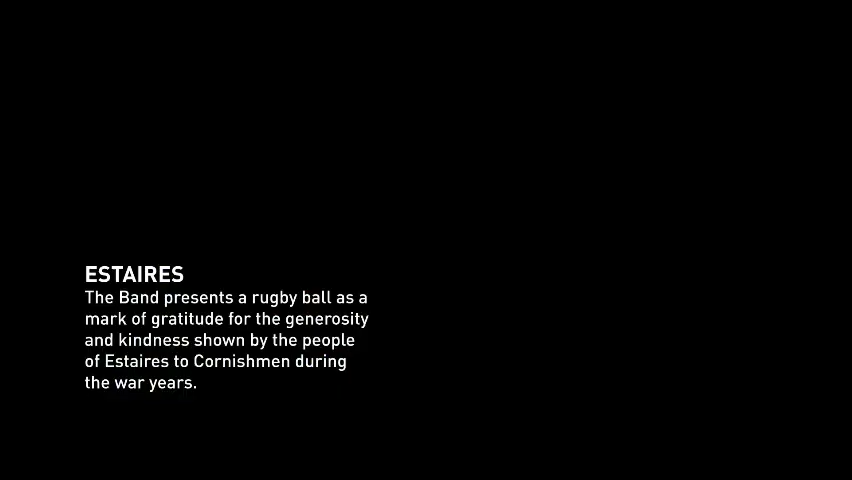 ESTAIRES
The Band presents a rugby ball as a
mark of gratitude for the generosity
and kindness shown by the people
of Estaires to Cornishmen during
the war years.